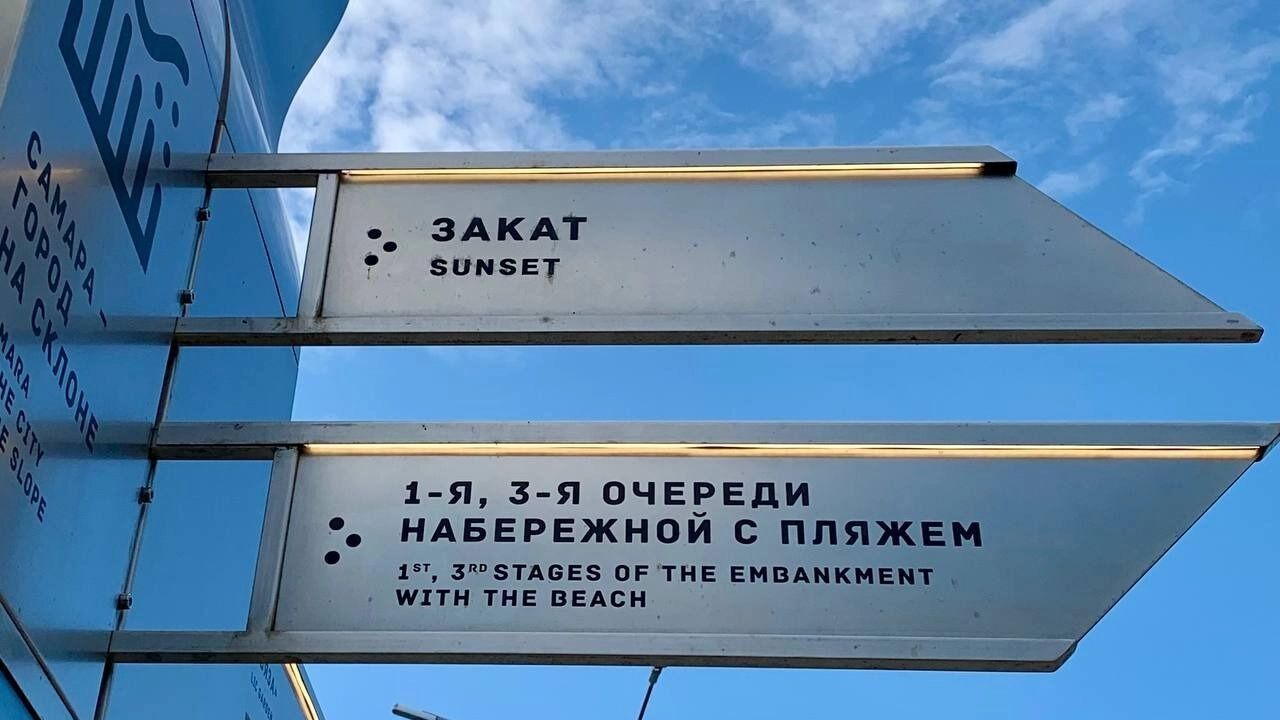 САМАРА -
ГОРОД
НА СКЛОНЕ
MARA
HE CITY
E SLOPE
ЗАКАТ
SUNSET
1-Я, 3-Я ОЧЕРЕДИ
НАБЕРЕЖНОЙ С ПЛЯЖЕМ
1ST, 3RD STAGES OF THE EMBANKMENT
WITH THE BEACH